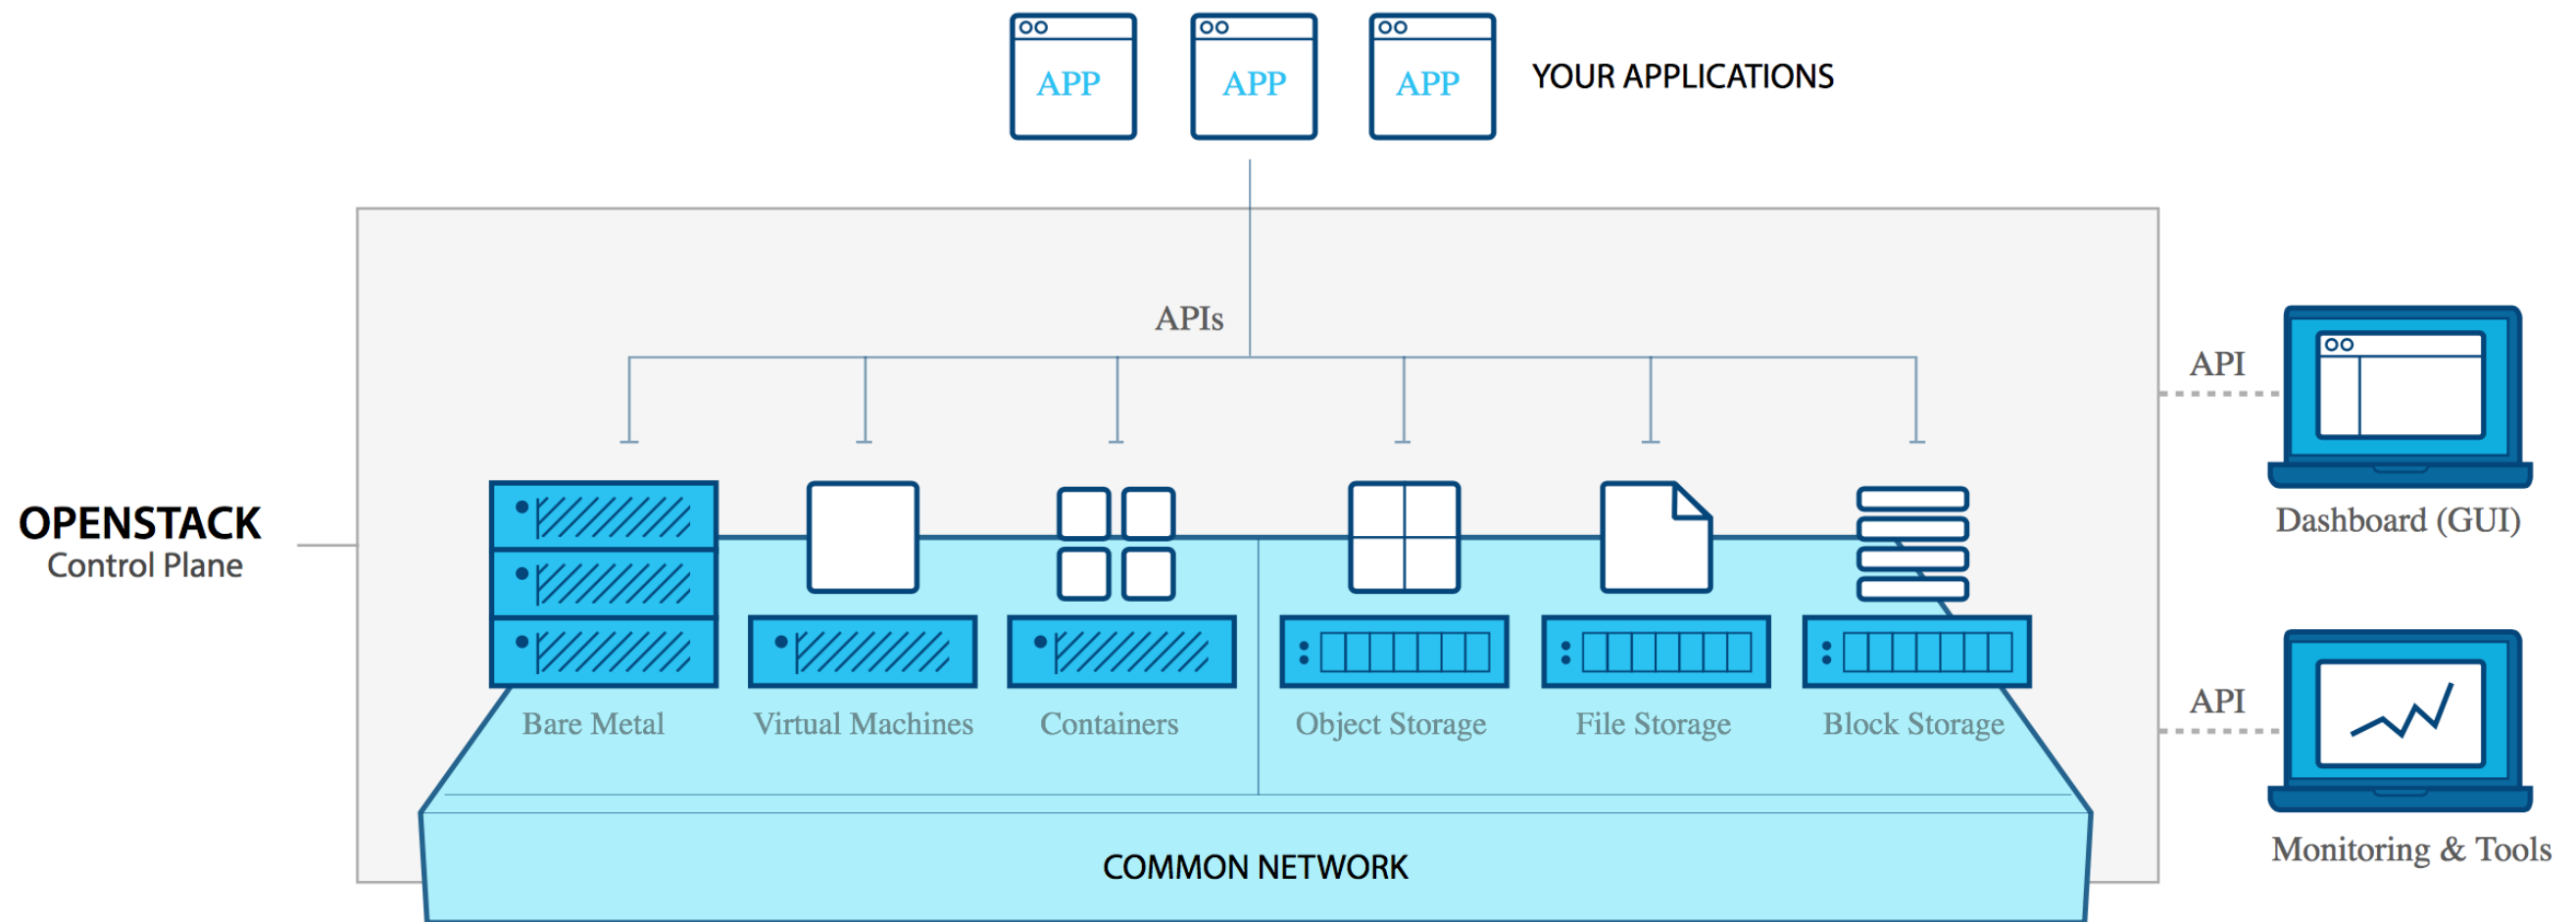 APP
APP
APP
YOUR APPLICATIONS
APIs
API
Dashboard (GUI)
OPENSTACK
Control Plane
API
Bare Metal
Virtual Machines
Containers
Object Storage
File Storage
Block Storage
Monitoring & Tools
COMMON NETWORK